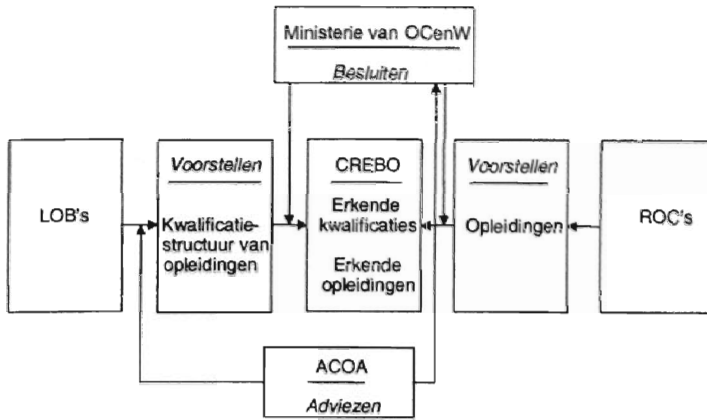 Ministerie van OCenW
Besluiten
LOB's
Voorstellen
Kwalificatie-
structuur van
opleidingen
CREBO
Erkende
kwalificaties
Erkende
opleidingen
Voorstellen
Opleidingen
ROC's
ACOA
Adviezen